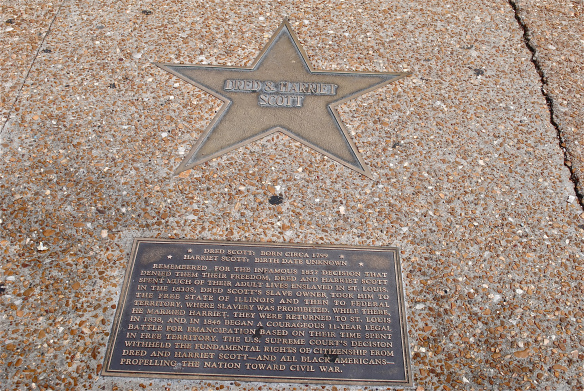 DRED & HARRIET
SCOTT
DRED SCOTT: BORN CIRCA 1799
HARRIET SCOTT: BIRTH DATE UNKNOWN
REMEMBERED FOR THE INFAMOUS 1857 DECISION THAT
DENIED THEM THEIR FREEDOM, DRED AND HARRIET SCOTT
SPENT MUCH OF THEIR ADULT LIVES ENSLAVED IN ST. LOUIS.
IN THE 1830S, DRED SCOTT'S SLAVE OWNER TOOK HIM TO
THE FREE STATE OF ILLINOIS AND THEN TO FEDERAL
TERRITORY, WHERE SLAVERY WAS PROHIBITED. WHILE THERE,
HE MARRIED HARRIET. THEY WERE RETURNED TO ST. LOUIS
IN 1838, AND IN 1846 BEGAN A COURAGEOUS 11-YEAR LEGAL
BATTLE FOR EMANCIPATION BASED ON THEIR TIME SPENT
IN FREE TERRITORY. THE U.S. SUPREME COURT'S DECISION
WITHHELD THE FUNDAMENTAL RIGHTS OF CITIZENSHIP FROM
DRED AND HARRIET SCOTT—AND ALL BLACK AMERICANS—
PROPELLING THE NATION TOWARD CIVIL WAR.